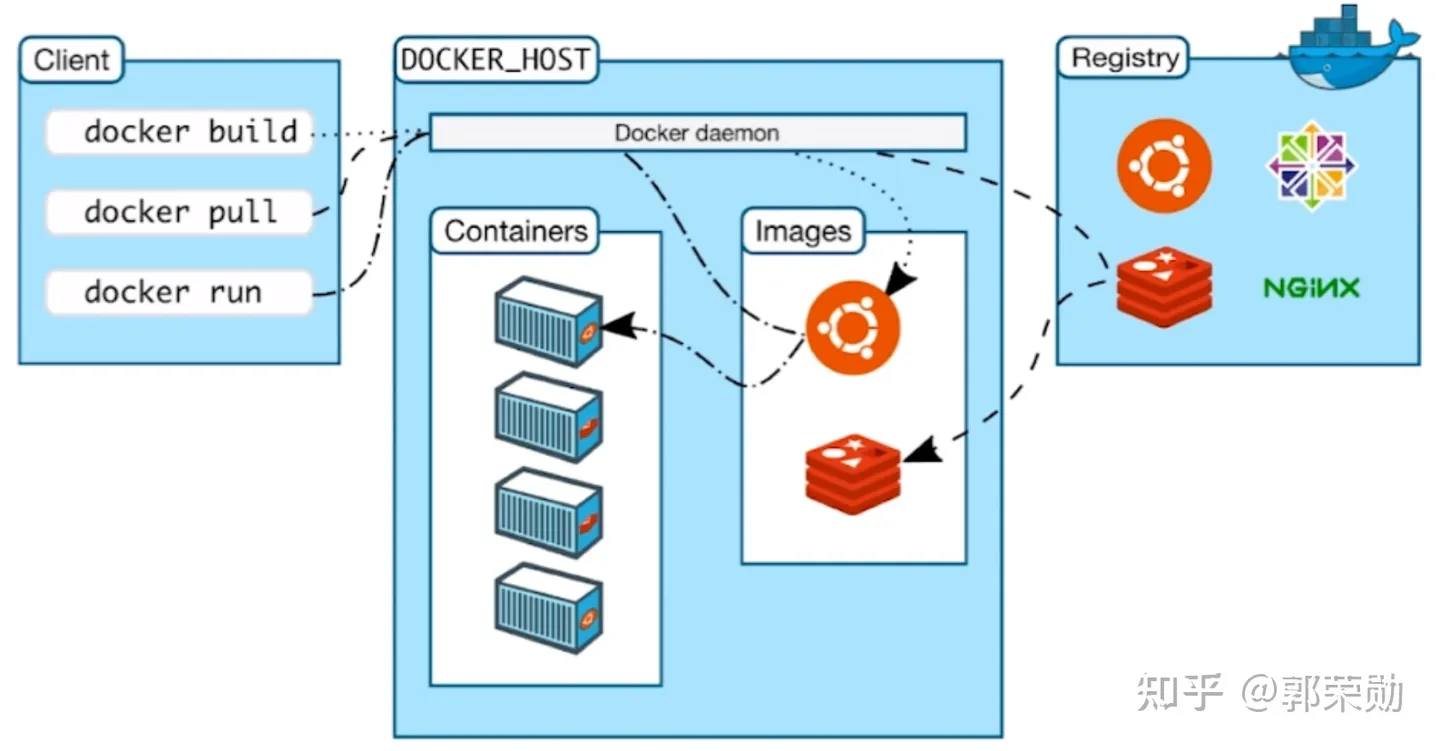 Client
docker build
docker pull
docker run
DOCKER_HOST
Docker daemon
Containers
Images
Registry
NGiNX
知乎 @郭荣勋